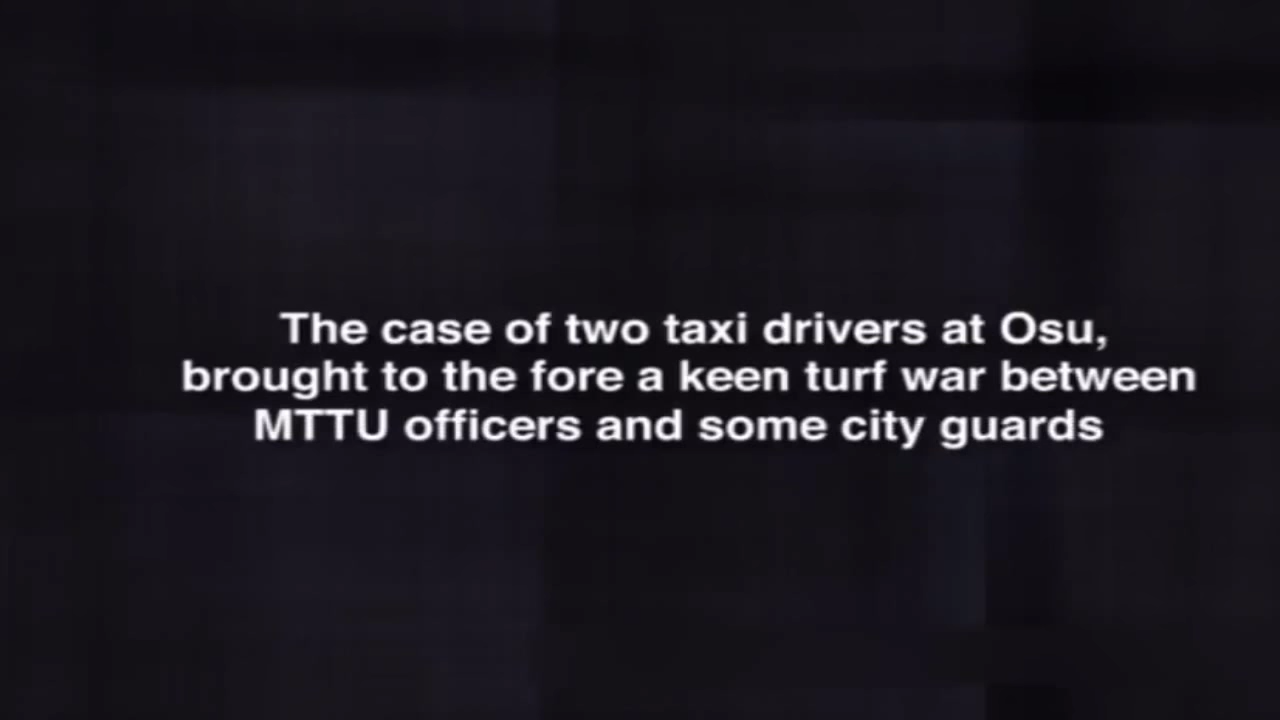 The case of two taxi drivers at Osu,
brought to the fore a keen turf war between
MTTU officers and some city guards